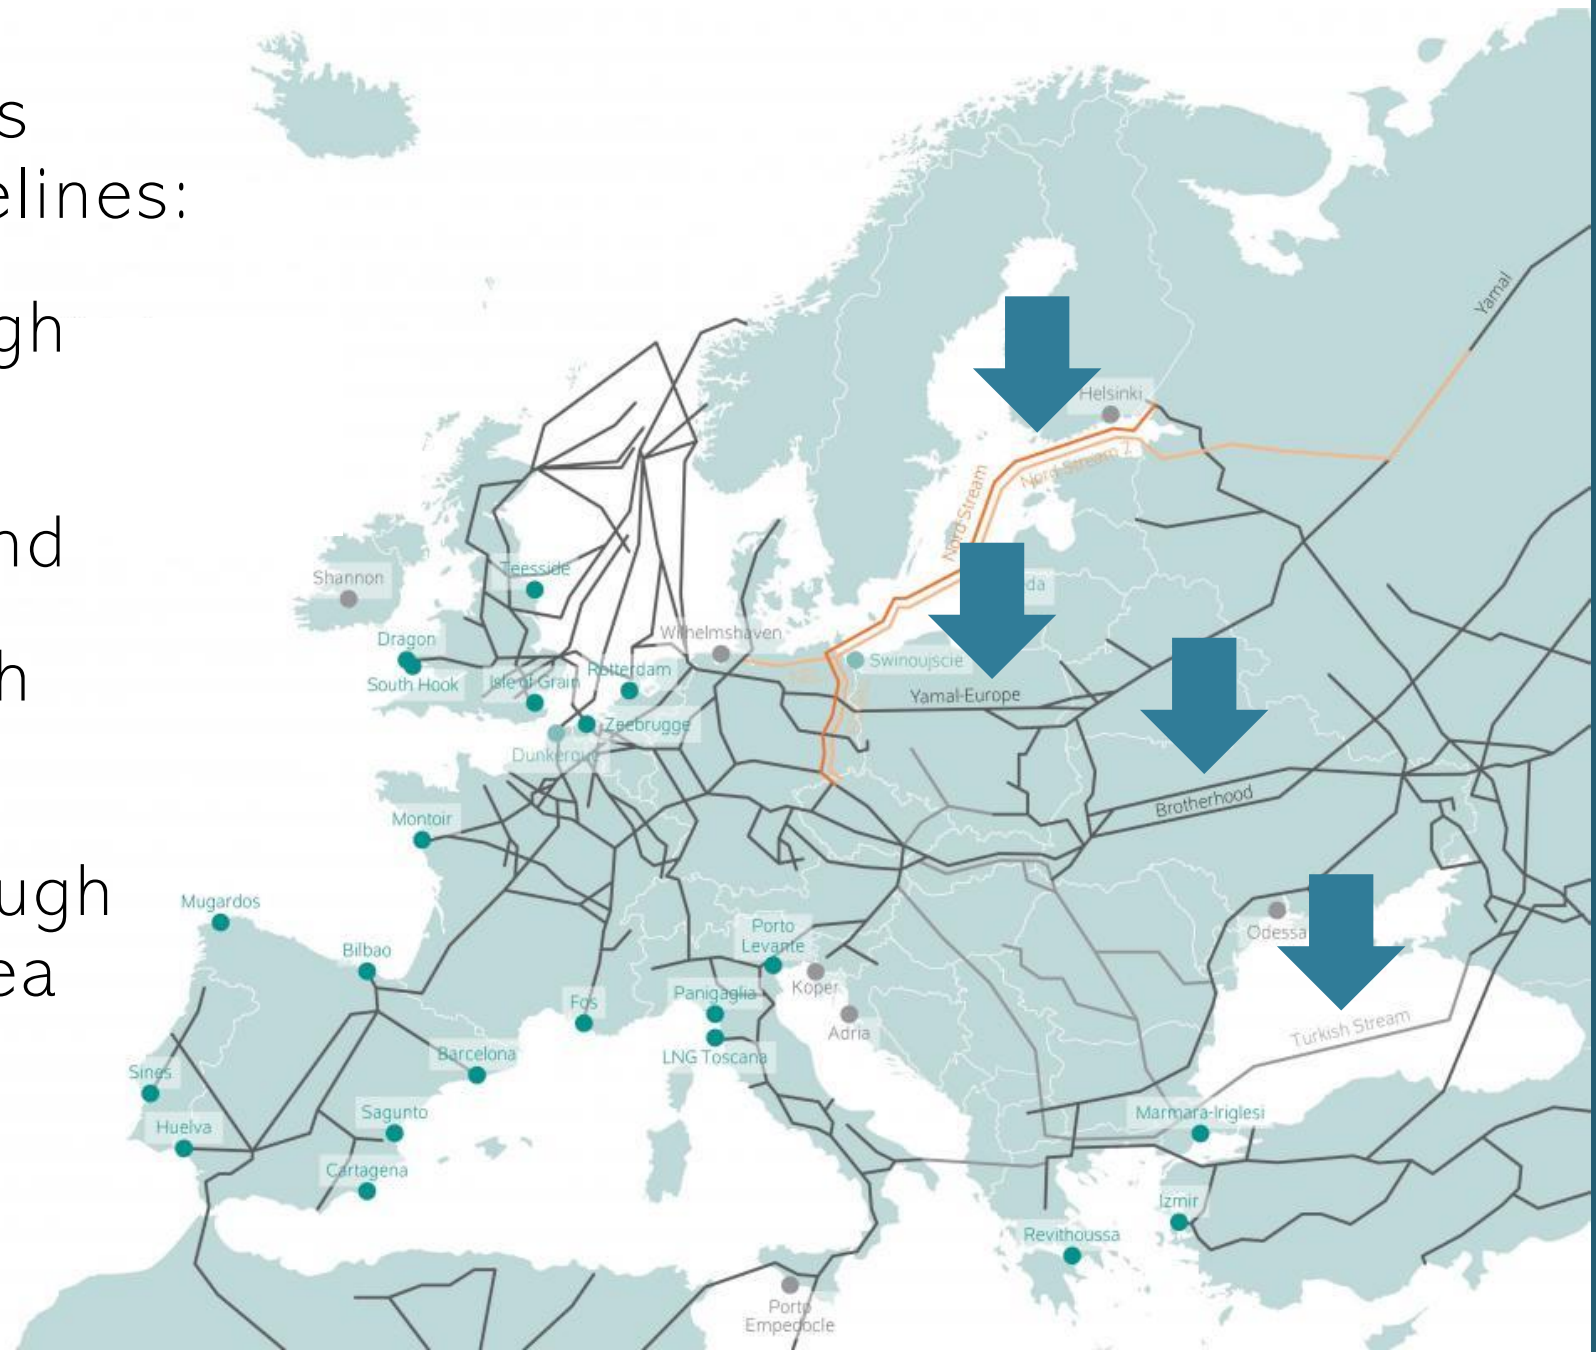 s
elines:
gh
nd
h
ugh
ea
Yamal
Helsinki
Nord Stream 2
Nord Stream
Teesside
Shannon
da
Wilhelmshaven
Dragon
Swinoujscie
Rotterdam
South Hook
Isle of Grain
Yamal-Europe
Zeebrugge
Dunkerque
Brotherhood
Montoir
Mugardos
Porto
Levante
Odessa
Bilbao
Koper
Panigaglia
Fos
Adria
Turkish Stream
Barcelona
LNG Toscana
Sines
Sagunto
Marmara-Iriglesi
Huelva
Cartagena
Izmir
Revithoussa
Porto
Empedocle